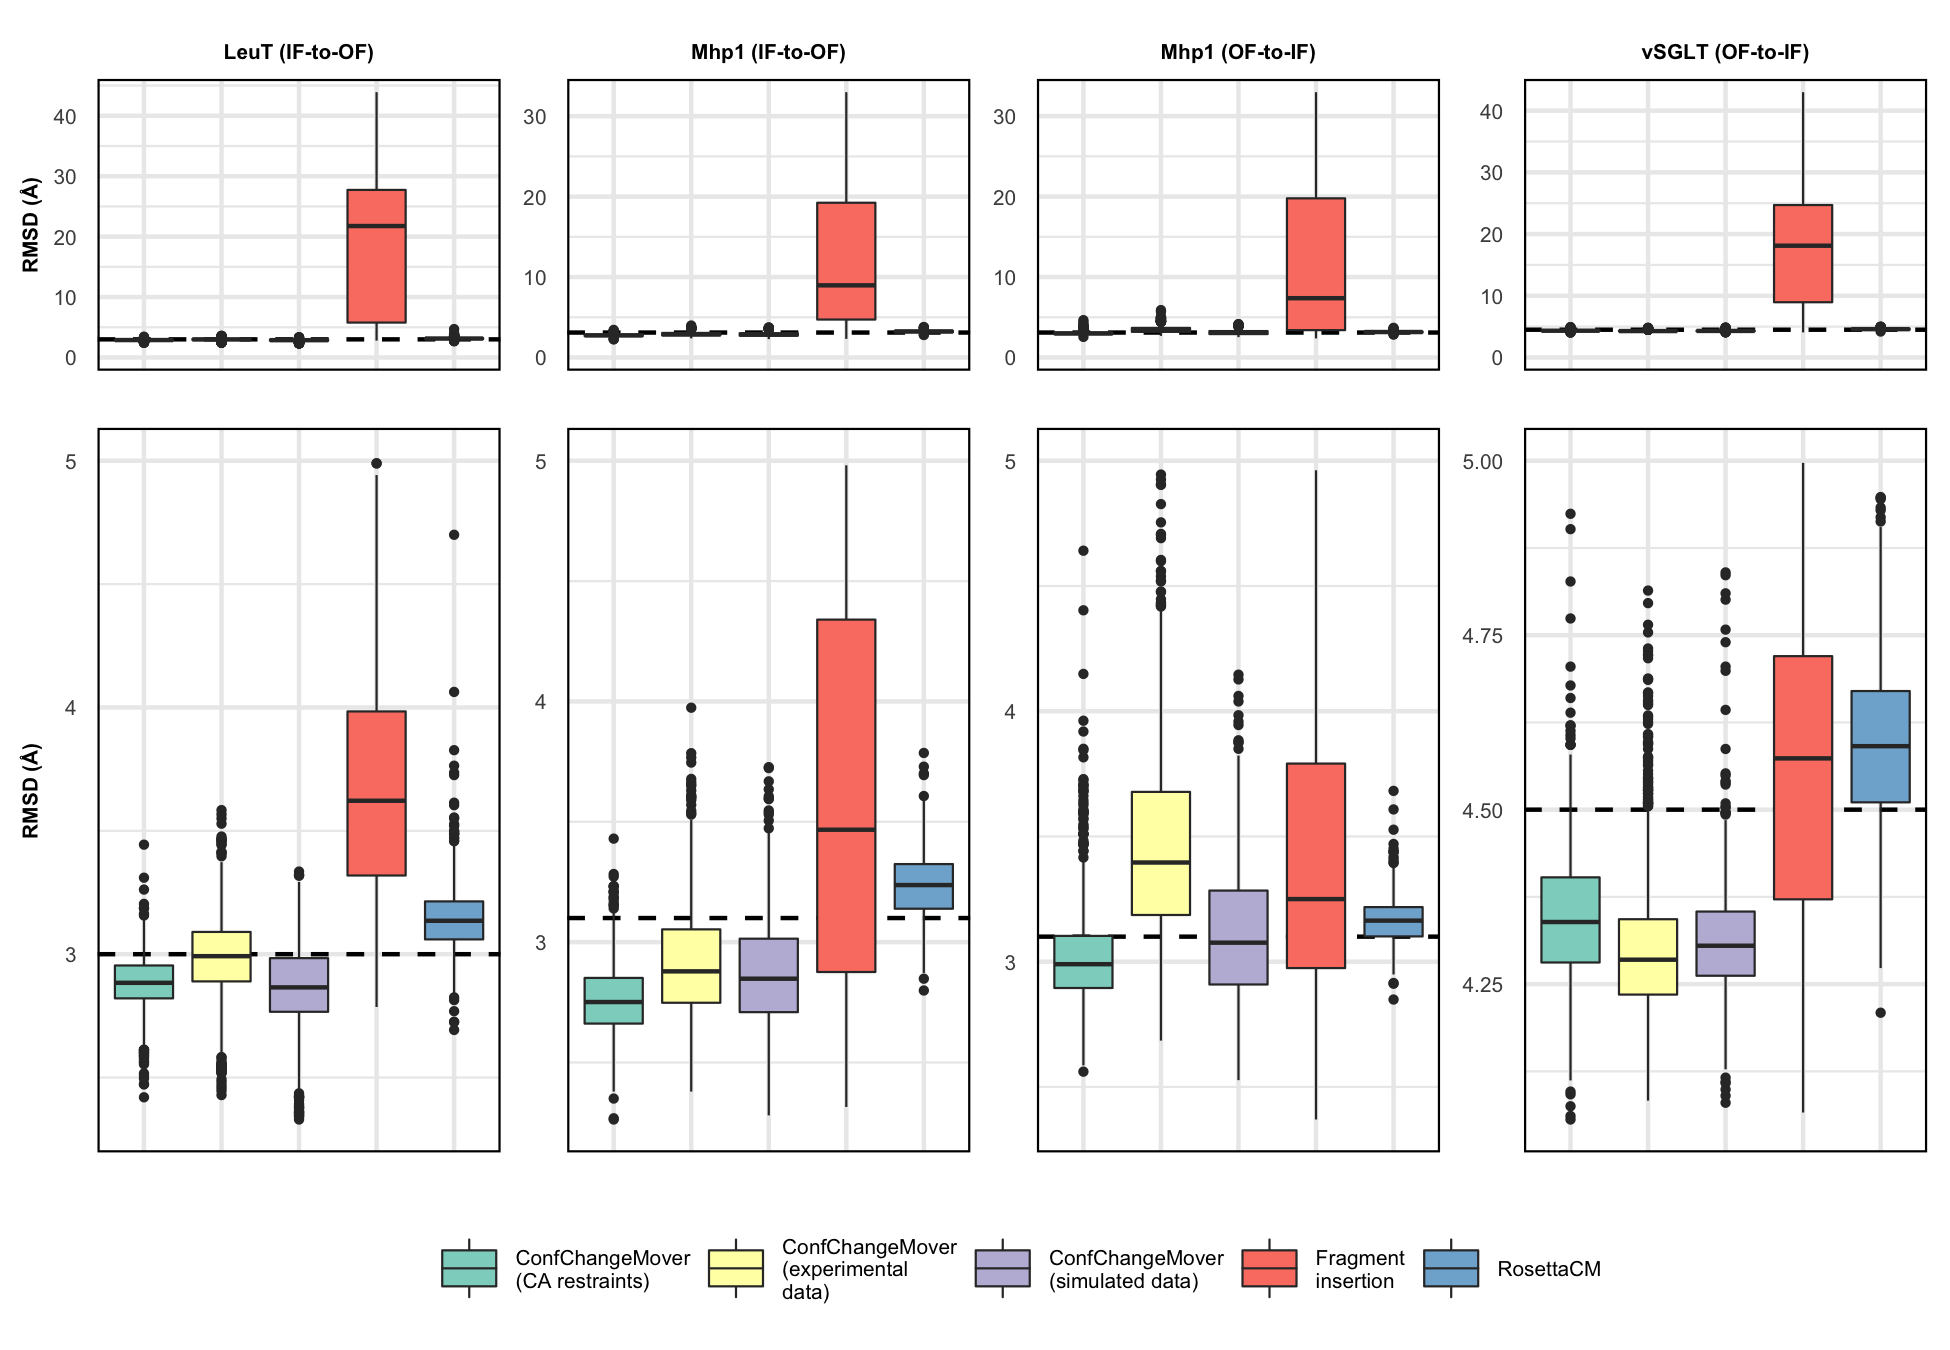 LeuT (IF-to-OF) Mhp1 (IF-to-OF) Mhp1 (OF-to-IF) vSGLT (OF-to-IF)
RMSD (Å)
40
30
20
10
0
30
20
10
0
30
20
10
0
40
30
20
10
0
RMSD (Å)
5
4
3
5
4
3
5
4
3
5.00
4.75
4.50
4.25
ConfChangeMover
(CA restraints)
ConfChangeMover
(experimental
data)
ConfChangeMover
(simulated data)
Fragment
insertion
RosettaCM